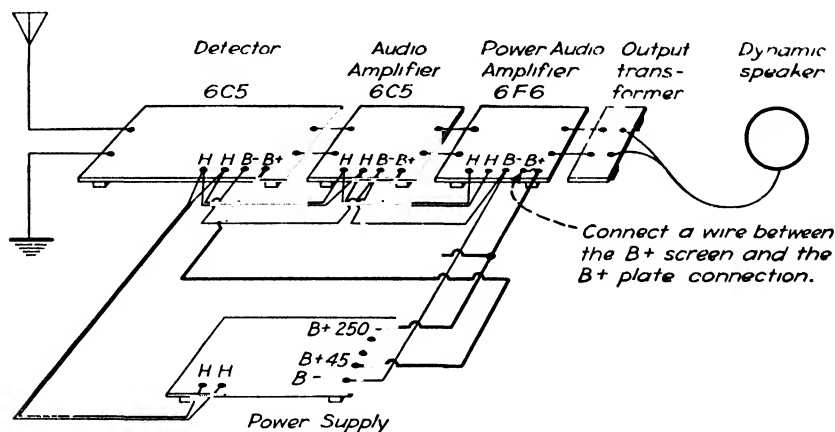 Detector
6C5
Audio
Amplifier
6C5
Power Audio
Amplifier
6F6
Output
trans-
former
Dynamic
speaker
H H B- B+
H H B- B+
H H B- B+
Connect a wire between
the B+ screen and the
B+ plate connection.
B+ 250
B+ 45
B-
H H
Power Supply